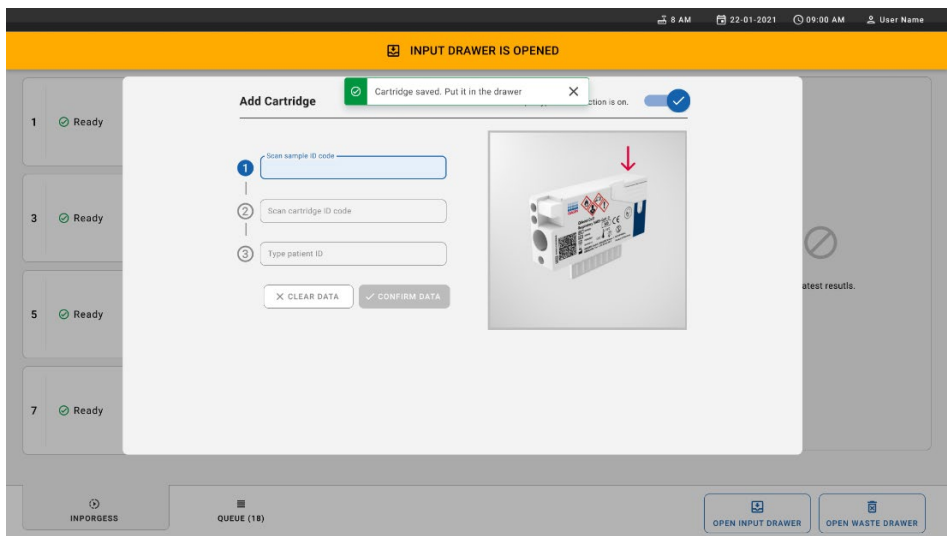 8 AM
22-01-2021
09:00 AM
User Name
INPUT DRAWER IS OPENED
Cartridge saved. Put it in the drawer
Add Cartridge
ction is on.
1 Ready
Scan sample ID code
1
2 Scan cartridge ID code
3 Ready
3 Type patient ID
atest resutls.
CLEAR DATA
CONFIRM DATA
5 Ready
7 Ready
INPORGESS
QUEUE (18)
OPEN INPUT DRAWER
OPEN WASTE DRAWER